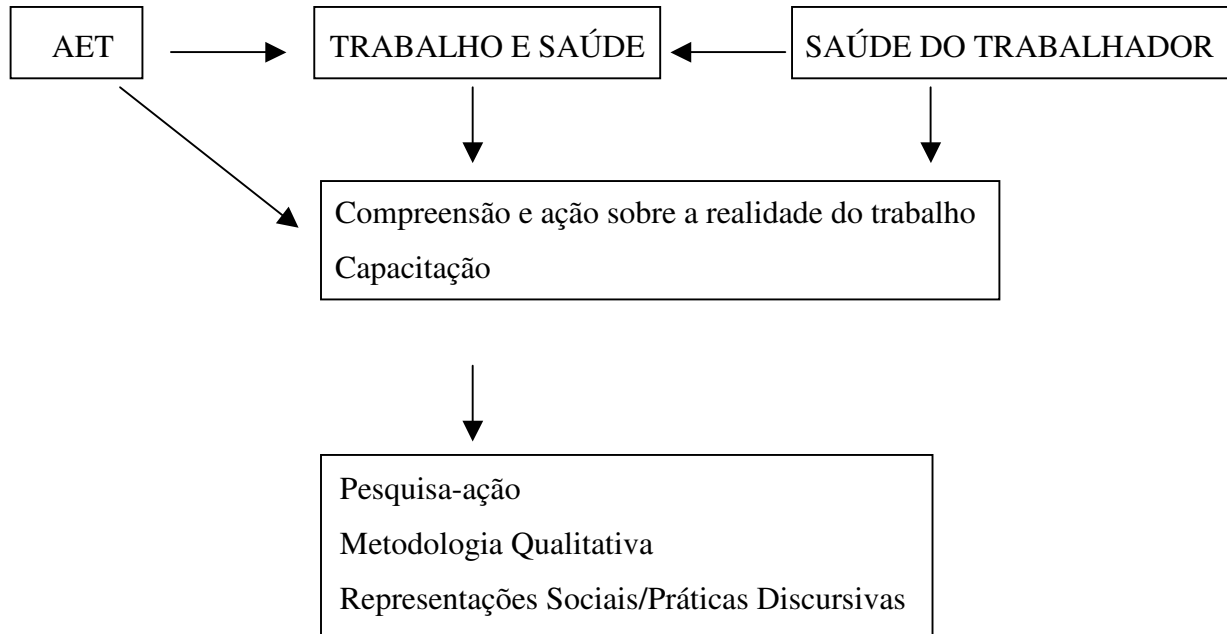 AET
TRABALHO E SAÚDE
SAÚDE DO TRABALHADOR
Compreensão e ação sobre a realidade do trabalho
Capacitação
Pesquisa-ação
Metodologia Qualitativa
Representações Sociais/Práticas Discursivas